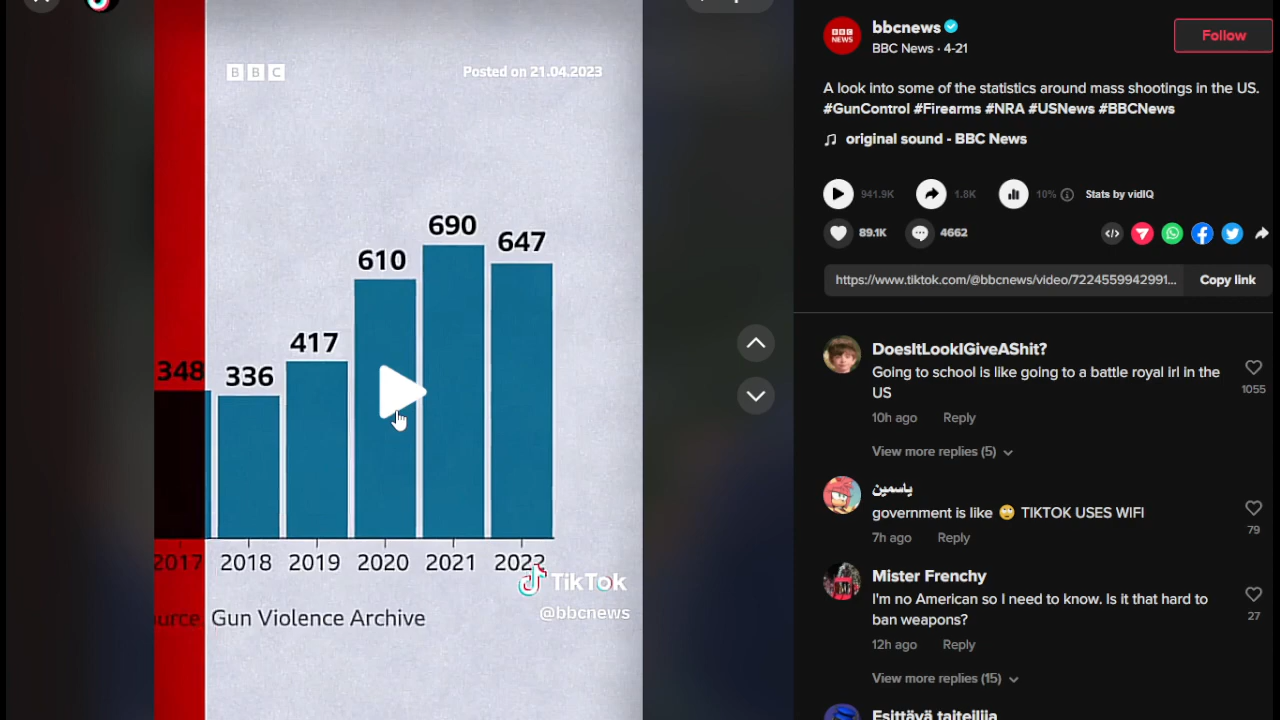 BBC
Posted on 21.04.2023
690
647
610
417
348
336
2017 2018 2019 2020 2021 2022
Gun Violence Archive
TikTok
@bbcnews
BBC
NEWS
bbcnews
BBC News · 4-21
Follow
A look into some of the statistics around mass shootings in the US.
#GunControl #Firearms #NRA #USNews #BBCNews
original sound - BBC News
941.9K 1.8K 10% Stats by vidIQ
89.1K 4662
https://www.tiktok.com/@bbcnews/video/7224559942991...
Copy link
DoesItLookIGiveAShit?
Going to school is like going to a battle royal irl in the
US
1055
10h ago Reply
View more replies (5)
ياسمين
government is like 🙄 TIKTOK USES WIFI
79
7h ago Reply
Mister Frenchy
I'm no American so I need to know. Is it that hard to
ban weapons?
27
12h ago Reply
View more replies (15)
Esittävä taiteilija